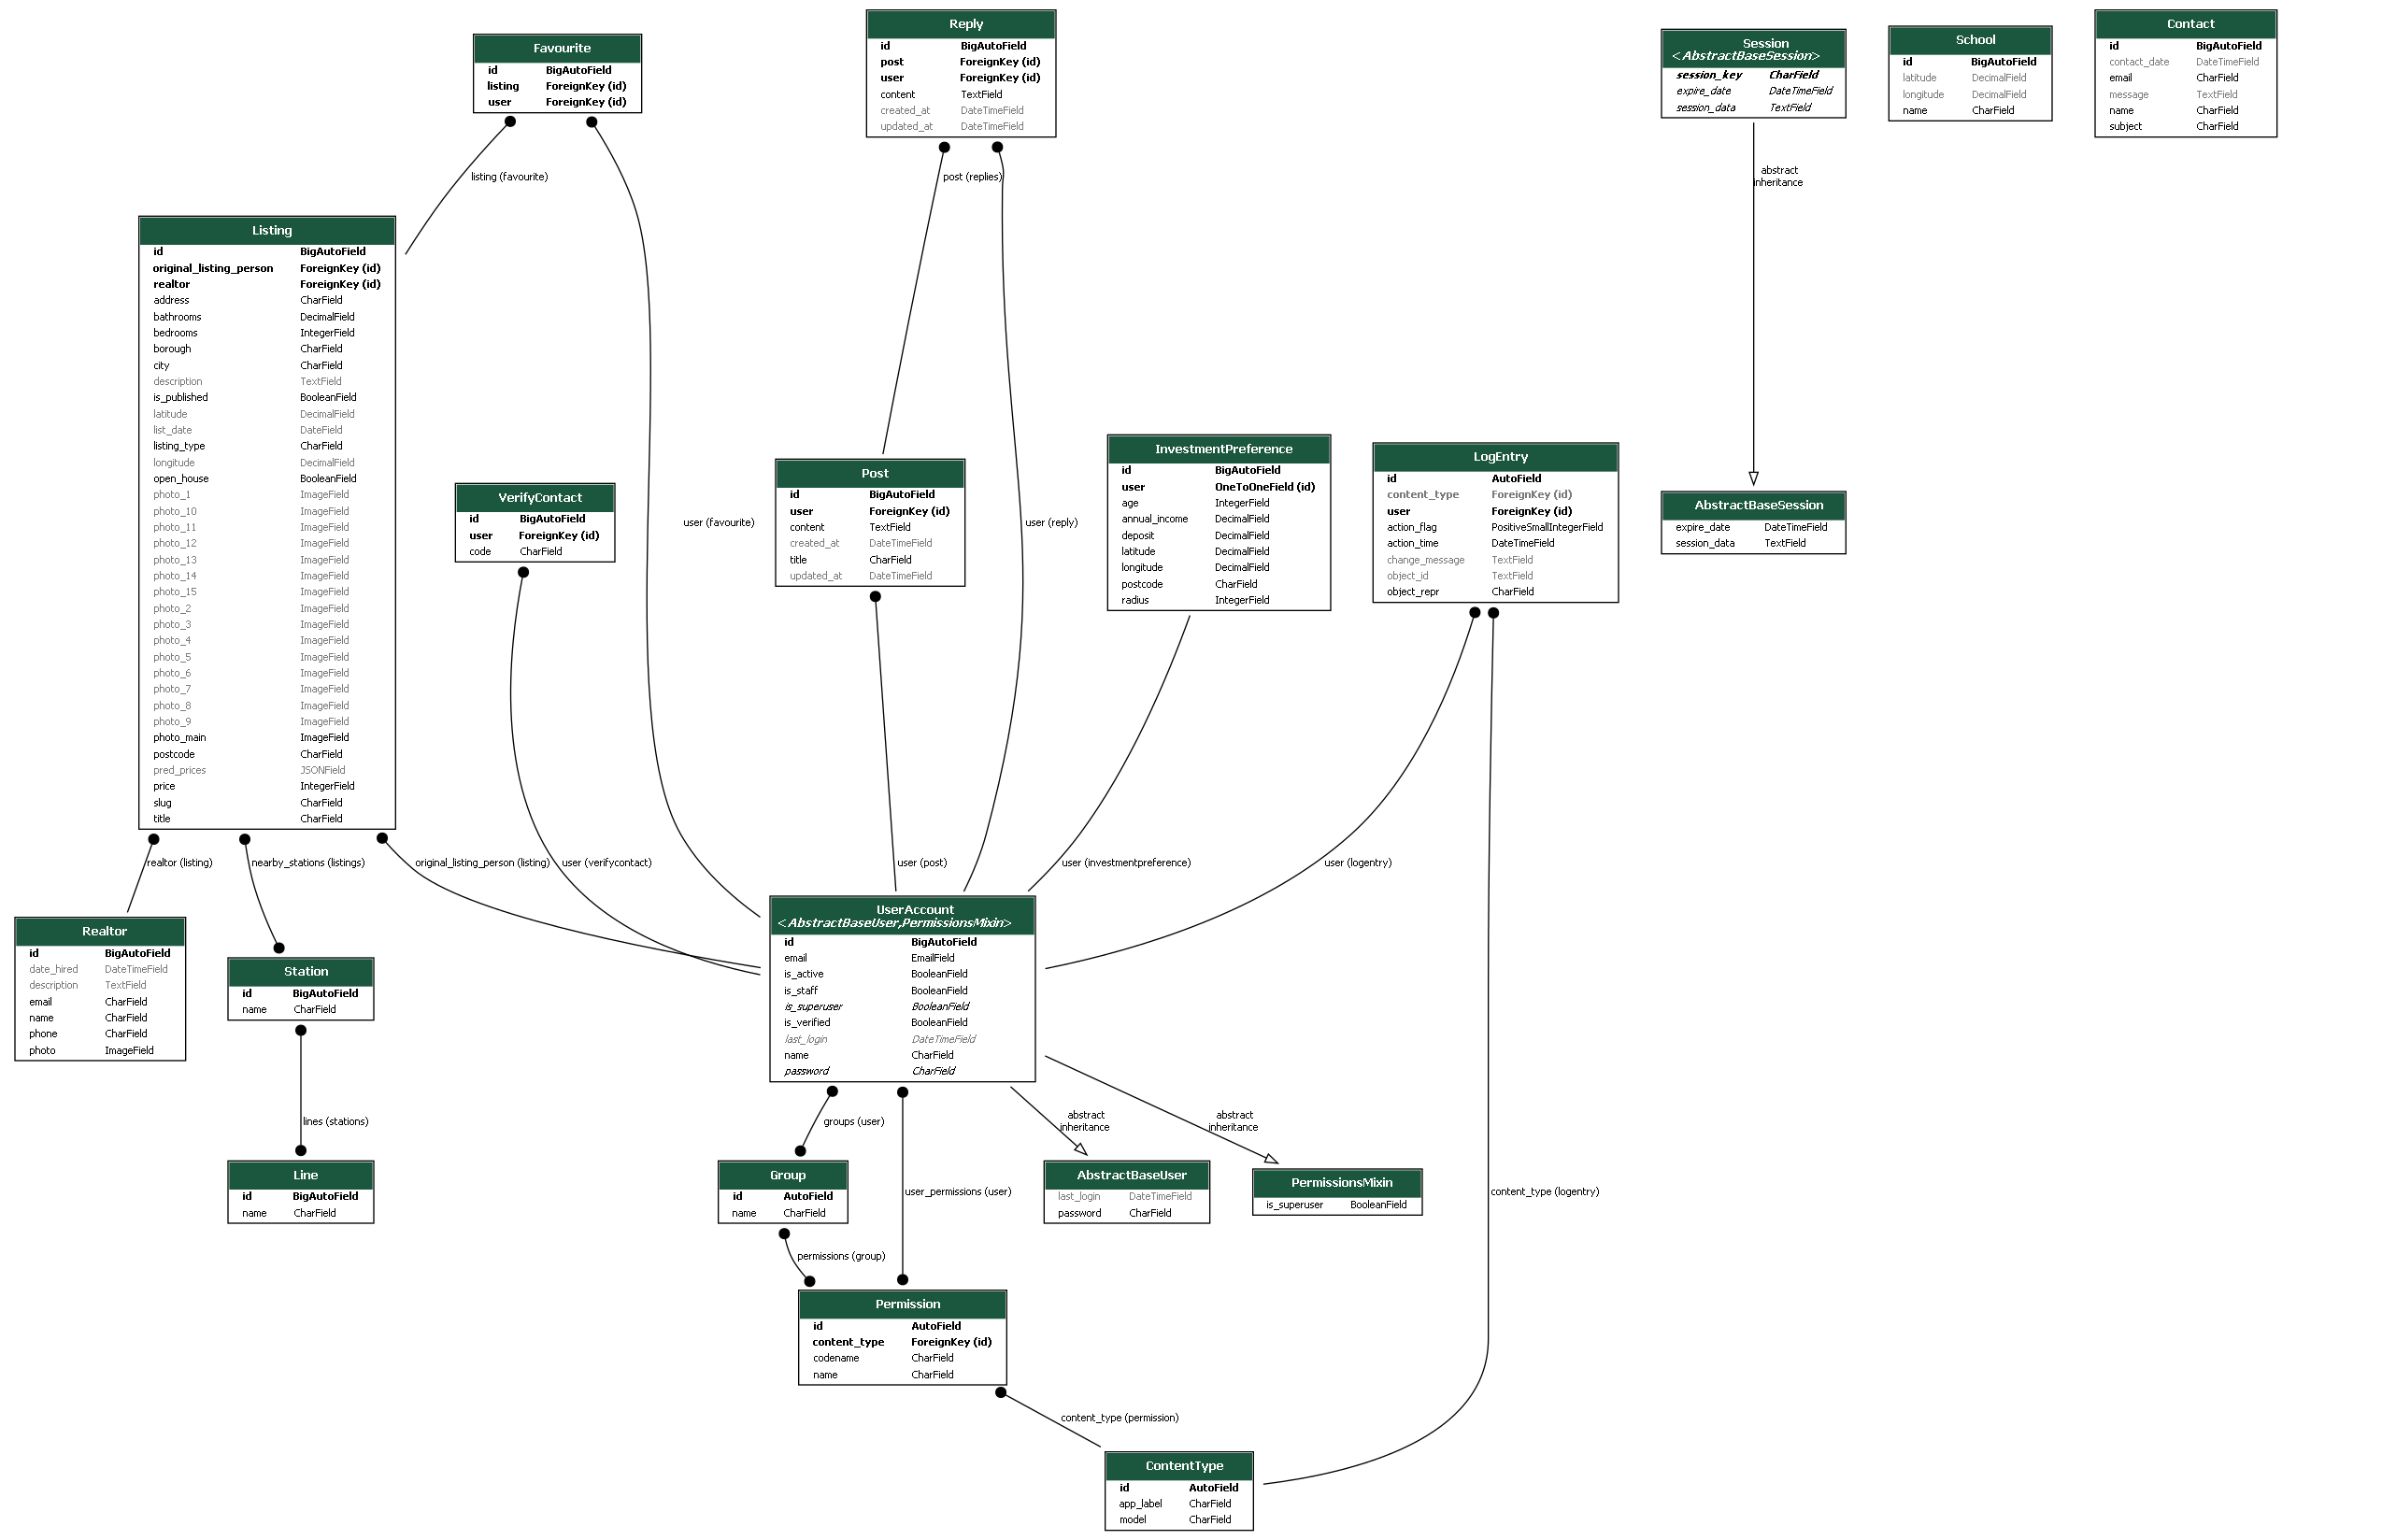 Favourite
id BigAutoField
listing ForeignKey (id)
user ForeignKey (id)
Reply
id BigAutoField
post ForeignKey (id)
user ForeignKey (id)
content TextField
created_at DateTimeField
updated_at DateTimeField
Session
<AbstractBaseSession>
session_key CharField
expire_date DateTimeField
session_data TextField
School
id BigAutoField
latitude DecimalField
longitude DecimalField
name CharField
Contact
id BigAutoField
contact_date DateTimeField
email CharField
message TextField
name CharField
subject CharField
listing (favourite)
post (replies)
abstract
inheritance
Listing
id BigAutoField
original_listing_person ForeignKey (id)
realtor ForeignKey (id)
address CharField
bathrooms DecimalField
bedrooms IntegerField
borough CharField
city CharField
description TextField
is_published BooleanField
latitude DecimalField
list_date DateField
listing_type CharField
longitude DecimalField
open_house BooleanField
photo_1 ImageField
photo_10 ImageField
photo_11 ImageField
photo_12 ImageField
photo_13 ImageField
photo_14 ImageField
photo_15 ImageField
photo_2 ImageField
photo_3 ImageField
photo_4 ImageField
photo_5 ImageField
photo_6 ImageField
photo_7 ImageField
photo_8 ImageField
photo_9 ImageField
photo_main ImageField
postcode CharField
pred_prices JSONField
price IntegerField
slug CharField
title CharField
VerifyContact
id BigAutoField
user ForeignKey (id)
code CharField
user (favourite)
Post
id BigAutoField
user ForeignKey (id)
content TextField
created_at DateTimeField
title CharField
updated_at DateTimeField
user (reply)
InvestmentPreference
id BigAutoField
user OneToOneField (id)
age IntegerField
annual_income DecimalField
deposit DecimalField
latitude DecimalField
longitude DecimalField
postcode CharField
radius IntegerField
LogEntry
id AutoField
content_type ForeignKey (id)
user ForeignKey (id)
action_flag PositiveSmallIntegerField
action_time DateTimeField
change_message TextField
object_id TextField
object_repr CharField
AbstractBaseSession
expire_date DateTimeField
session_data TextField
realtor (listing)
nearby_stations (listings)
original_listing_person (listing)
user (verifycontact)
user (post)
user (investmentpreference)
user (logentry)
Realtor
id BigAutoField
date_hired DateTimeField
description TextField
email CharField
name CharField
phone CharField
photo ImageField
Station
id BigAutoField
name CharField
UserAccount
<AbstractBaseUser,PermissionsMixin>
id BigAutoField
email EmailField
is_active BooleanField
is_staff BooleanField
is_superuser BooleanField
is_verified BooleanField
last_login DateTimeField
name CharField
password CharField
lines (stations)
groups (user)
abstract
inheritance
abstract
inheritance
Line
id BigAutoField
name CharField
Group
id AutoField
name CharField
user_permissions (user)
AbstractBaseUser
last_login DateTimeField
password CharField
PermissionsMixin
is_superuser BooleanField
content_type (logentry)
permissions (group)
Permission
id AutoField
content_type ForeignKey (id)
codename CharField
name CharField
content_type (permission)
ContentType
id AutoField
app_label CharField
model CharField